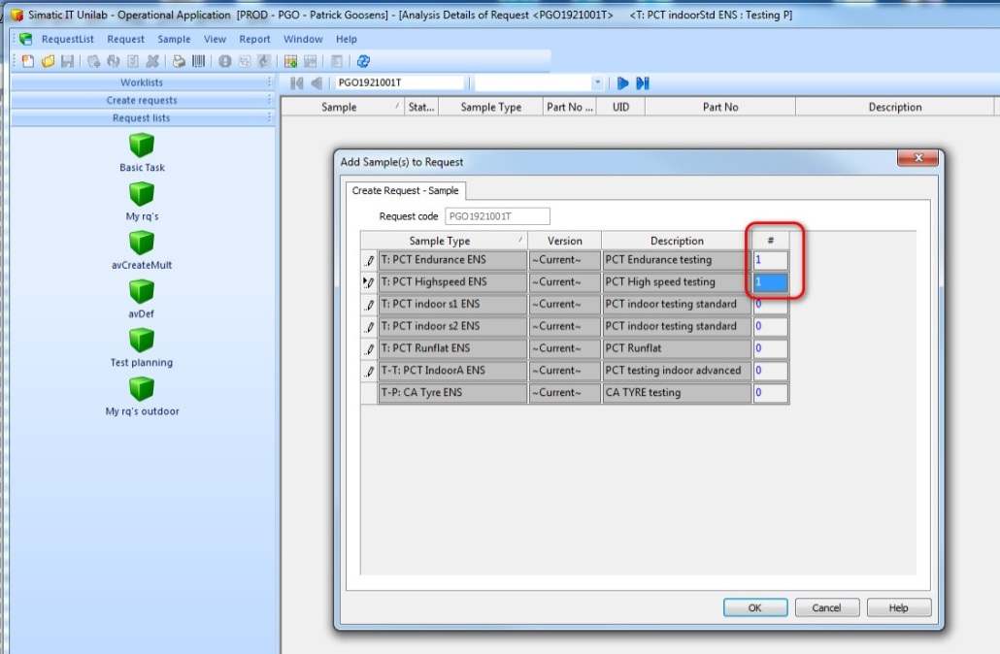 Simatic IT Unilab - Operational Application [PROD - PGO - Patrick Goosens] - [Analysis Details of Request <PGO1921001T> <T: PCT indoorStd ENS : Testing P]
RequestList Request Sample View Report Window Help
Worklists
Create requests
Request lists
Basic Task
My rq's
avCreateMult
avDef
Test planning
My rq's outdoor
PGO1921001T
Sample Stat... Sample Type Part No ... UID Part No Description
Add Sample(s) to Request
Create Request - Sample
Request code PGO1921001T
Sample Type Version Description #
T: PCT Endurance ENS ~Current~ PCT Endurance testing 1
T: PCT Highspeed ENS ~Current~ PCT High speed testing 1
T: PCT indoor s1 ENS ~Current~ PCT indoor testing standard 0
T: PCT indoor s2 ENS ~Current~ PCT indoor testing standard 0
T: PCT Runflat ENS ~Current~ PCT Runflat 0
T-T: PCT IndoorA ENS ~Current~ PCT testing indoor advanced 0
T-P: CA Tyre ENS ~Current~ CA TYRE testing 0
OK Cancel Help